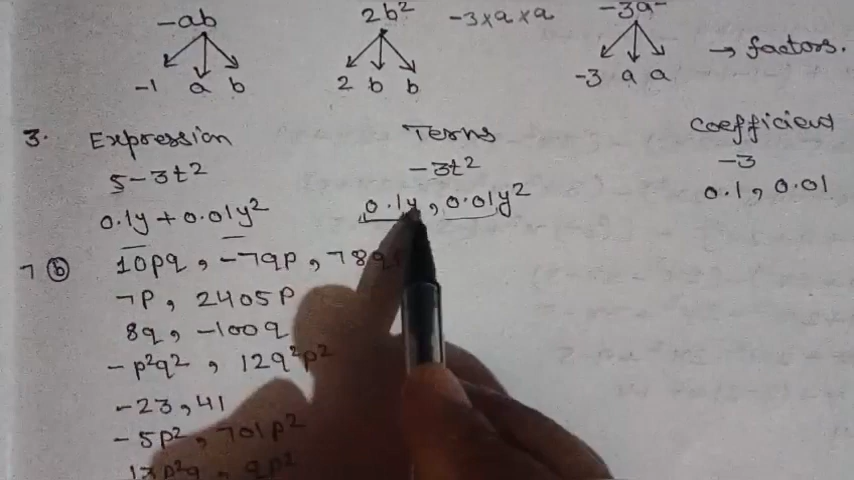 -ab 2b² -3×a×a -3a²
-1 a b 2 b b -3 a a → factors.
3. Expression Terms Coefficient
5-3t² -3t² -3
0.1y + 0.01y² 0.1y, 0.01y² 0.1, 0.01
7 (b) 10pq, -7qp, 78q
7P, 2405P
8q, -100q
-p²q², 12q²p²
-23, 41
-5p², 701p²
13p²q, qp²